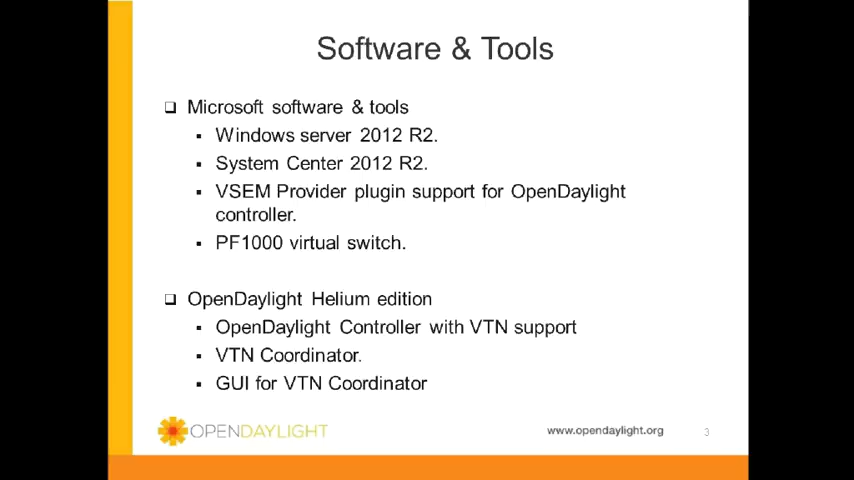 Software & Tools
Microsoft software & tools
Windows server 2012 R2.
System Center 2012 R2.
VSEM Provider plugin support for OpenDaylight
controller.
PF1000 virtual switch.
OpenDaylight Helium edition
OpenDaylight Controller with VTN support
VTN Coordinator.
GUI for VTN Coordinator
OPENDAYLIGHT
www.opendaylight.org
3